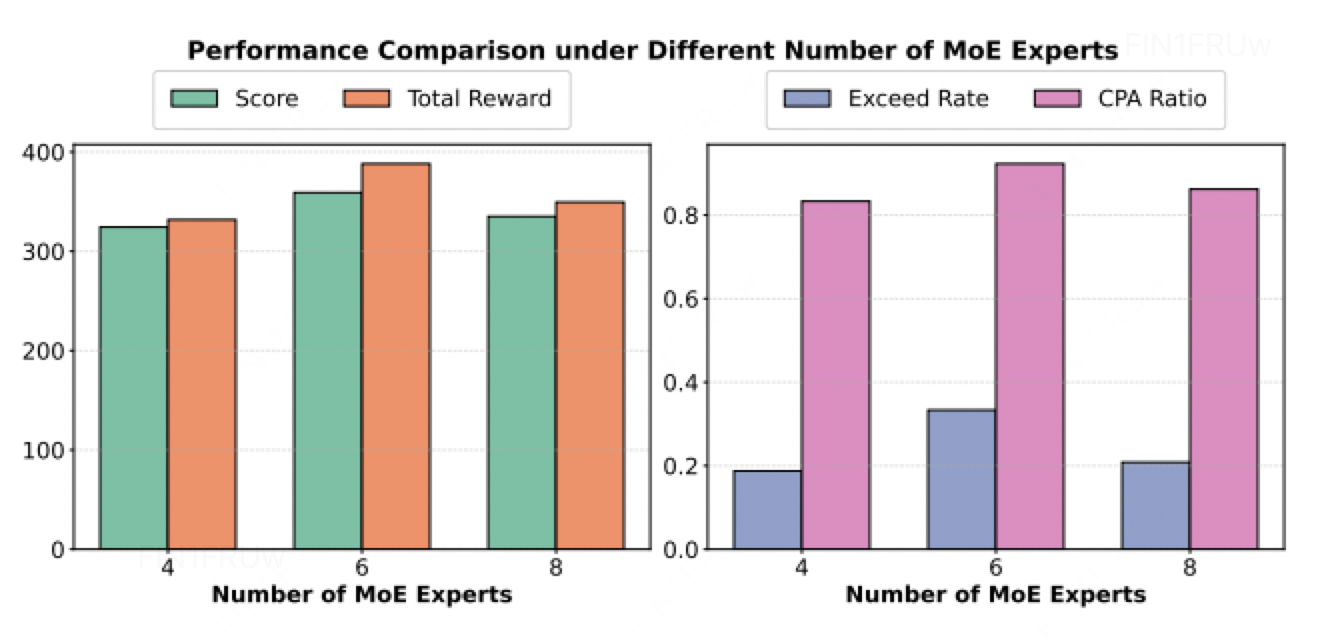 Performance Comparison under Different Number of MoE Experts
Score Total Reward
Exceed Rate CPA Ratio
400
300
200
100
0
4 6 8
Number of MoE Experts
0.8
0.6
0.4
0.2
0.0
4 6 8
Number of MoE Experts